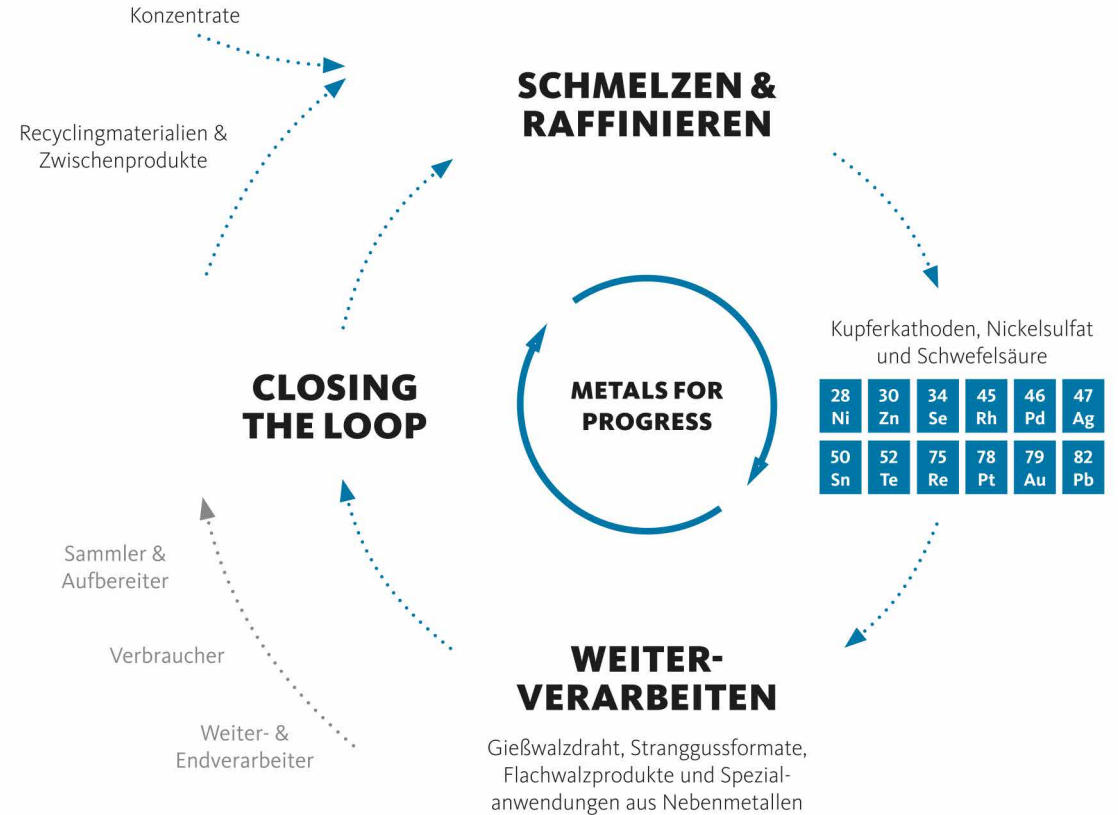 Konzentrate
Recyclingmaterialien &
Zwischenprodukte
SCHMELZEN &
RAFFINIEREN
Kupferkathoden, Nickelsulfat
und Schwefelsäure
28 30 34 45 46 47
Ni Zn Se Rh Pd Ag
50 52 75 78 79 82
Sn Te Re Pt Au Pb
METALS FOR
PROGRESS
CLOSING
THE LOOP
WEITER-
VERARBEITEN
Gießwalzdraht, Stranggussformate,
Flachwalzprodukte und Spezial-
anwendungen aus Nebenmetallen
Sammler &
Aufbereiter
Verbraucher
Weiter- &
Endverarbeiter